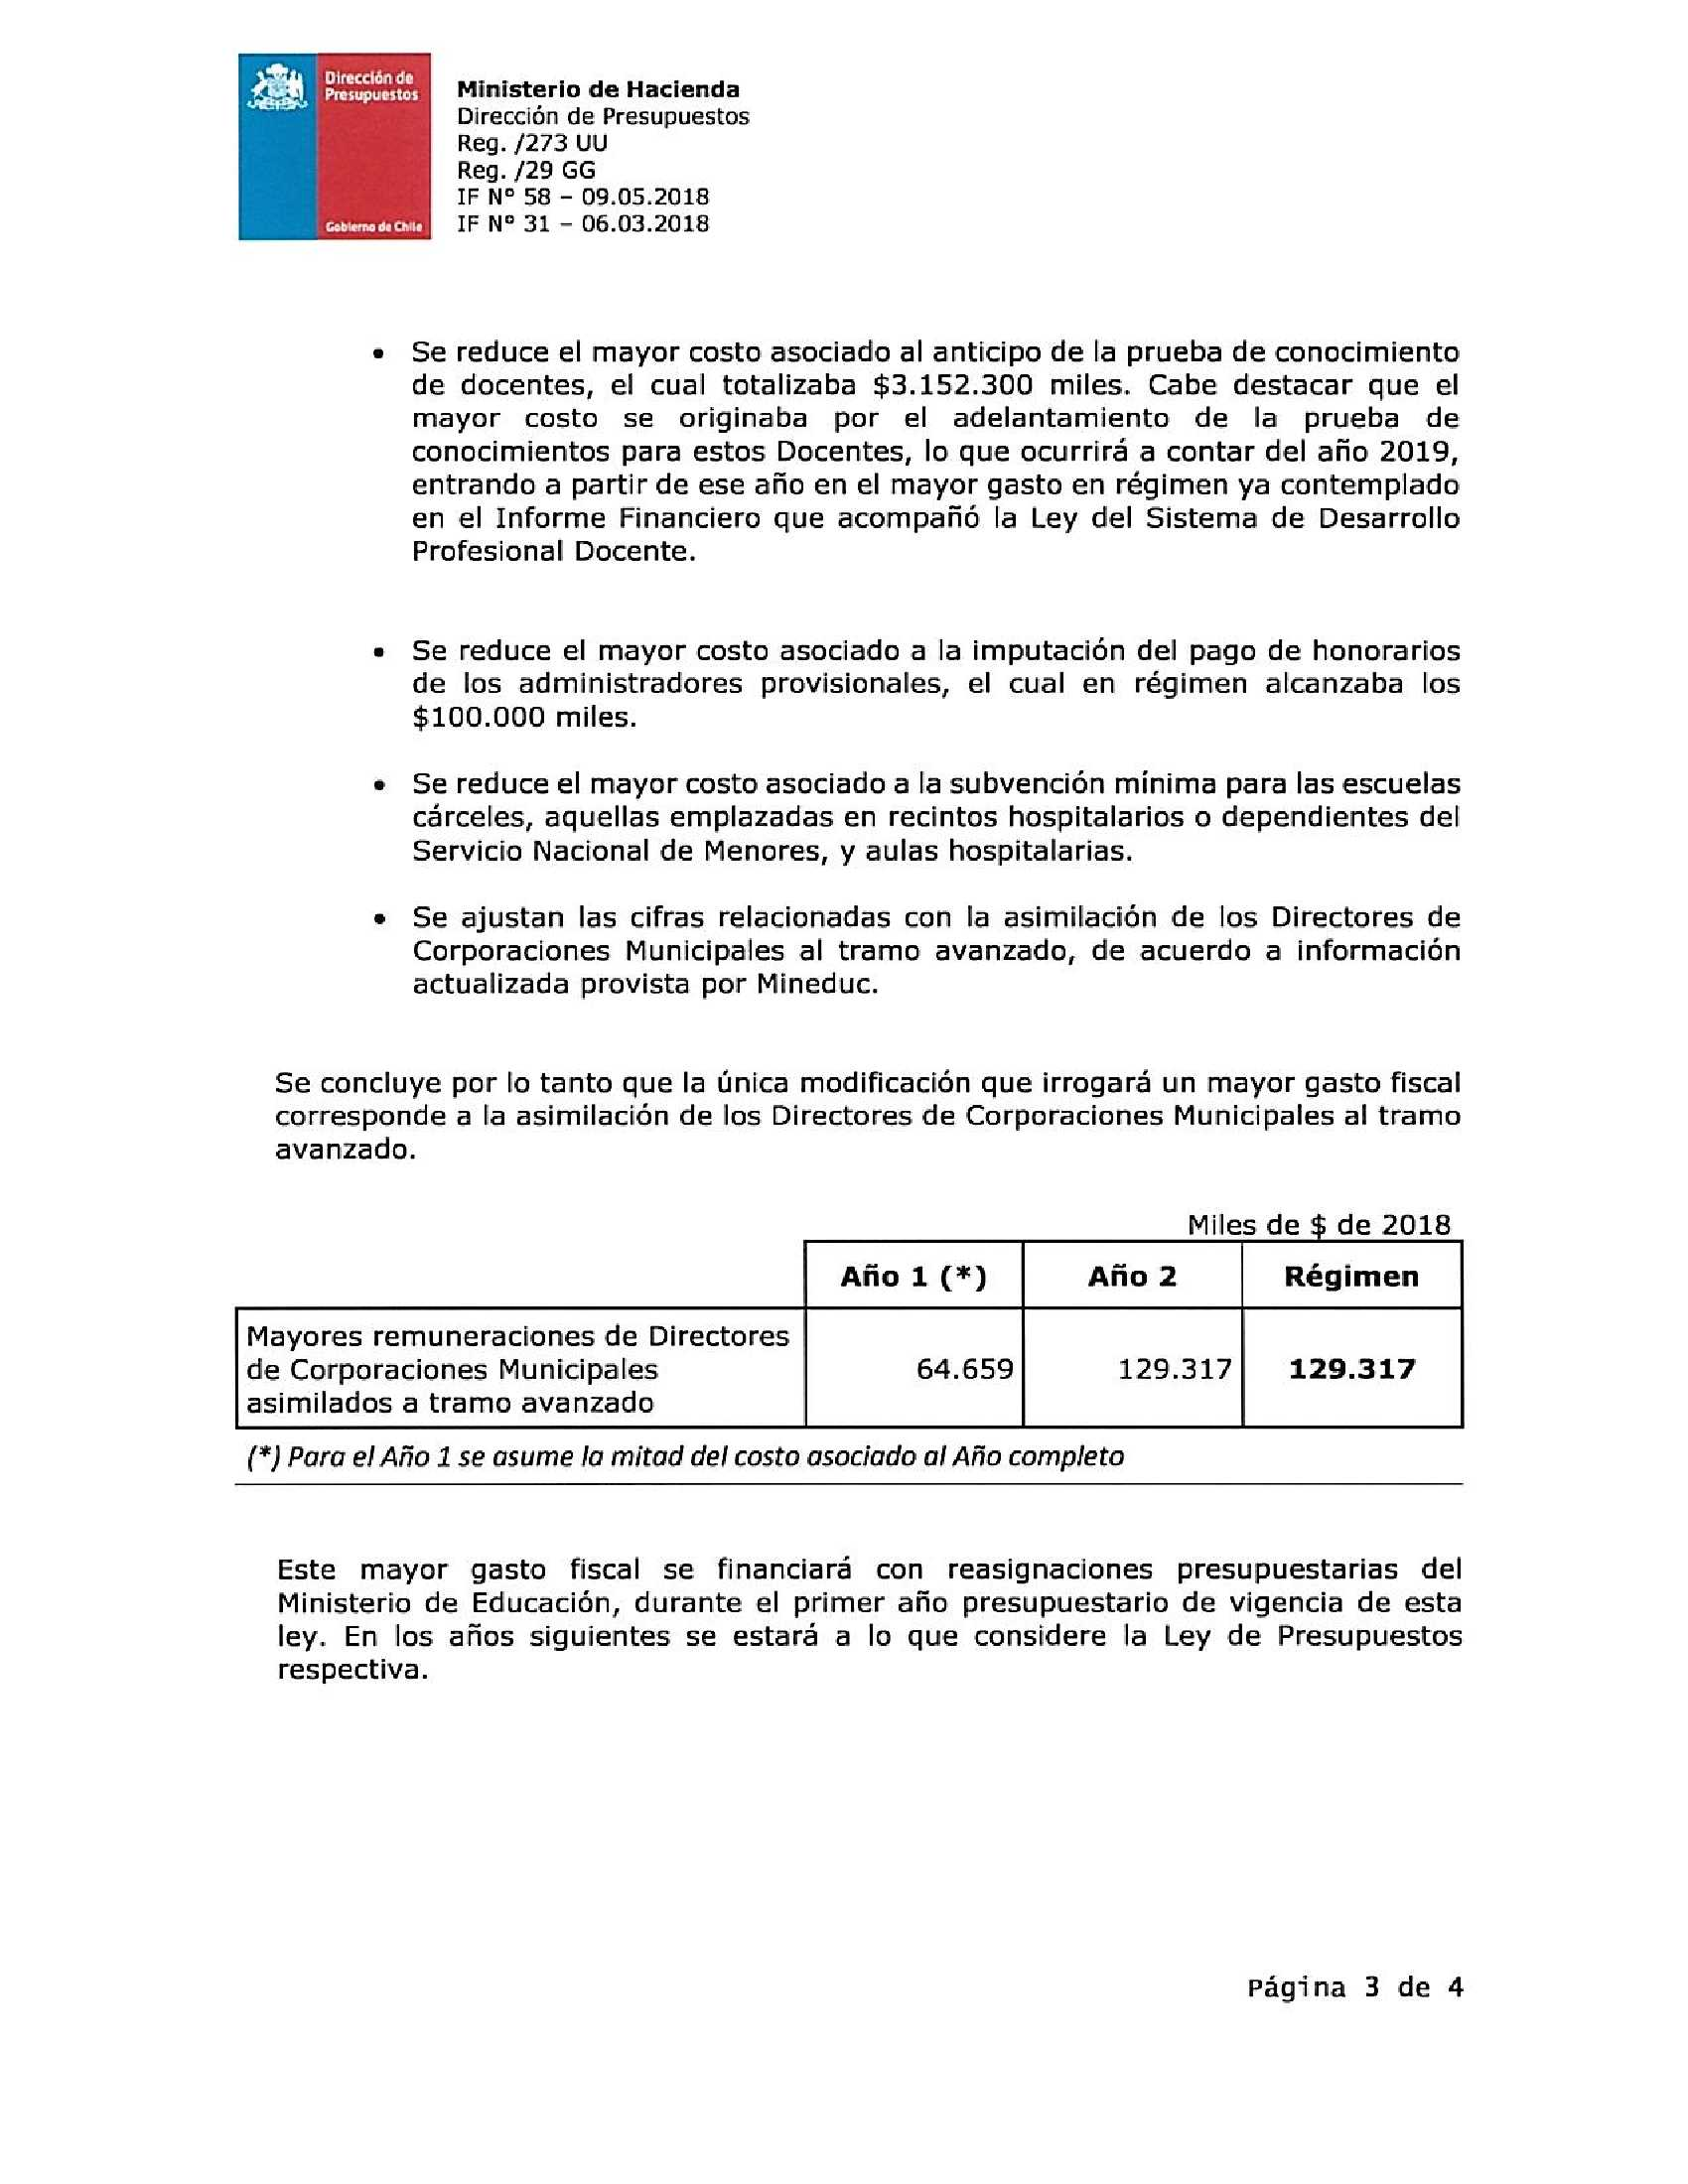 Dirección de
Presupuestos
Gobierno de Chile
Ministerio de Hacienda
Dirección de Presupuestos
Reg. /273 UU
Reg. /29 GG
IF Nº 58 – 09.05.2018
IF Nº 31 – 06.03.2018
• Se reduce el mayor costo asociado al anticipo de la prueba de conocimiento
de docentes, el cual totalizaba $3.152.300 miles. Cabe destacar que el
mayor costo se originaba por el adelantamiento de la prueba de
conocimientos para estos Docentes, lo que ocurrirá a contar del año 2019,
entrando a partir de ese año en el mayor gasto en régimen ya contemplado
en el Informe Financiero que acompañó la Ley del Sistema de Desarrollo
Profesional Docente.
• Se reduce el mayor costo asociado a la imputación del pago de honorarios
de los administradores provisionales, el cual en régimen alcanzaba los
$100.000 miles.
• Se reduce el mayor costo asociado a la subvención mínima para las escuelas
cárceles, aquellas emplazadas en recintos hospitalarios o dependientes del
Servicio Nacional de Menores, y aulas hospitalarias.
• Se ajustan las cifras relacionadas con la asimilación de los Directores de
Corporaciones Municipales al tramo avanzado, de acuerdo a información
actualizada provista por Mineduc.
Se concluye por lo tanto que la única modificación que irrogará un mayor gasto fiscal
corresponde a la asimilación de los Directores de Corporaciones Municipales al tramo
avanzado.
Miles de $ de 2018
Año 1 (*) Año 2 Régimen
Mayores remuneraciones de Directores
de Corporaciones Municipales 64.659 129.317 129.317
asimilados a tramo avanzado
(*) Para el Año 1 se asume la mitad del costo asociado al Año completo
Este mayor gasto fiscal se financiará con reasignaciones presupuestarias del
Ministerio de Educación, durante el primer año presupuestario de vigencia de esta
ley. En los años siguientes se estará a lo que considere la Ley de Presupuestos
respectiva.
Página 3 de 4